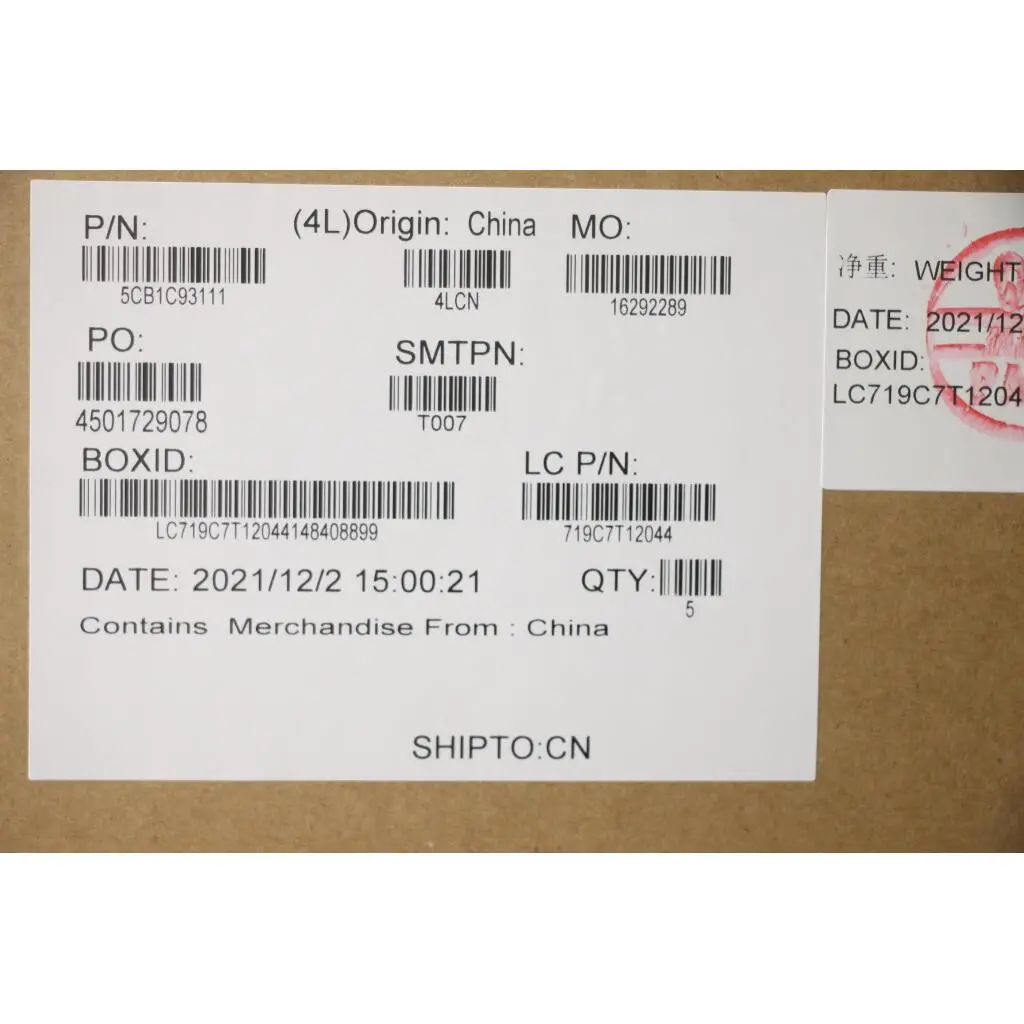 P/N:
(4L)Origin: China
MO:
5CB1C93111
4LCN
16292289
PO:
SMTPN:
4501729078
T007
BOXID:
LC P/N:
LC719C7T12044148408899
719C7T12044
DATE: 2021/12/2 15:00:21
QTY:
5
Contains Merchandise From : China
SHIPTO:CN
净重: WEIGHT
DATE: 2021/12
BOXID:
LC719C7T1204